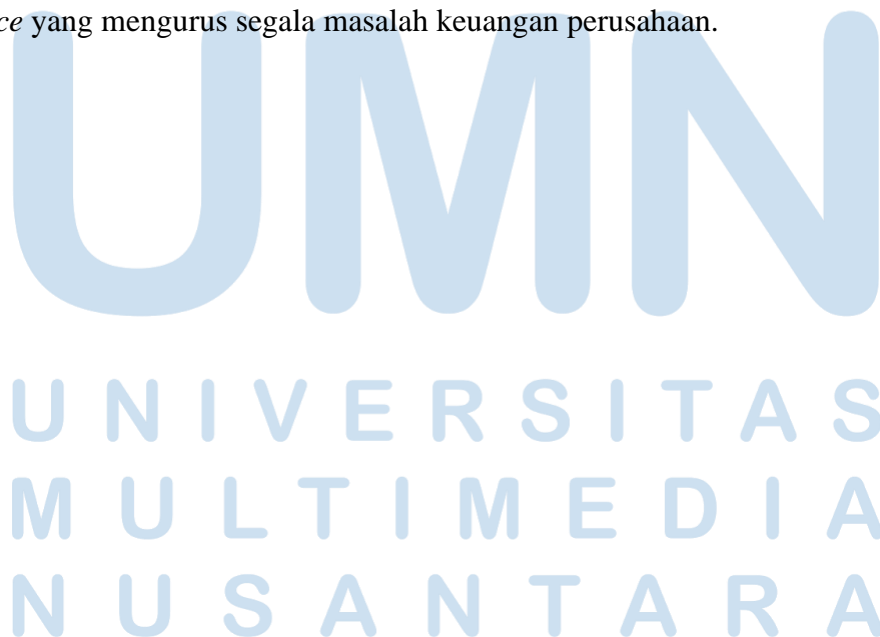 ce yang mengurus segala masalah keuangan perusahaan.
UMN
UNIVERSITAS
MULTIMEDIA
NUSANTARA